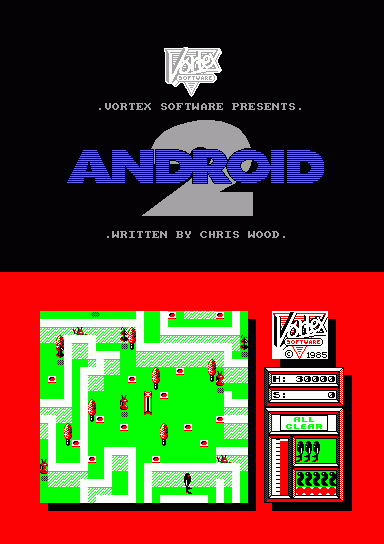 Vortex
SOFTWARE
.VORTEX SOFTWARE PRESENTS.
ANDROID
2
.WRITTEN BY CHRIS WOOD.
Vortex
SOFTWARE
© 1985
H: 30000
S: 0
ALL
CLEAR